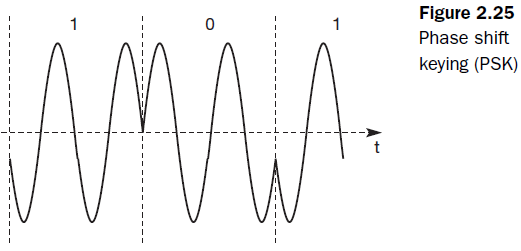 1 0 1
t
Figure 2.25
Phase shift
keying (PSK)